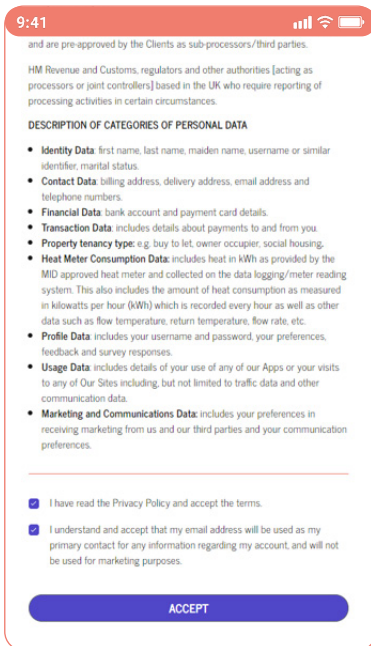 9:41
and are pre-approved by the Clients as sub-processors/third parties.
HM Revenue and Customs, regulators and other authorities [acting as
processors or joint controllers] based in the UK who require reporting of
processing activities in certain circumstances.
DESCRIPTION OF CATEGORIES OF PERSONAL DATA
• Identity Data: first name, last name, maiden name, username or similar
identifier, marital status.
• Contact Data: billing address, delivery address, email address and
telephone numbers.
• Financial Data: bank account and payment card details.
• Transaction Data: includes details about payments to and from you.
• Property tenancy type: e.g. buy to let, owner occupier, social housing.
• Heat Meter Consumption Data: includes heat in kWh as provided by the
MID approved heat meter and collected on the data logging/meter reading
system. This also includes the amount of heat consumption as measured
in kilowatts per hour (kWh) which is recorded every hour as well as other
data such as flow temperature, return temperature, flow rate, etc.
• Profile Data: includes your username and password, your preferences,
feedback and survey responses.
• Usage Data: includes details of your use of any of our Apps or your visits
to any of Our Sites including, but not limited to traffic data and other
communication data.
• Marketing and Communications Data: includes your preferences in
receiving marketing from us and our third parties and your communication
preferences.
I have read the Privacy Policy and accept the terms.
I understand and accept that my email address will be used as my
primary contact for any information regarding my account, and will not
be used for marketing purposes.
ACCEPT